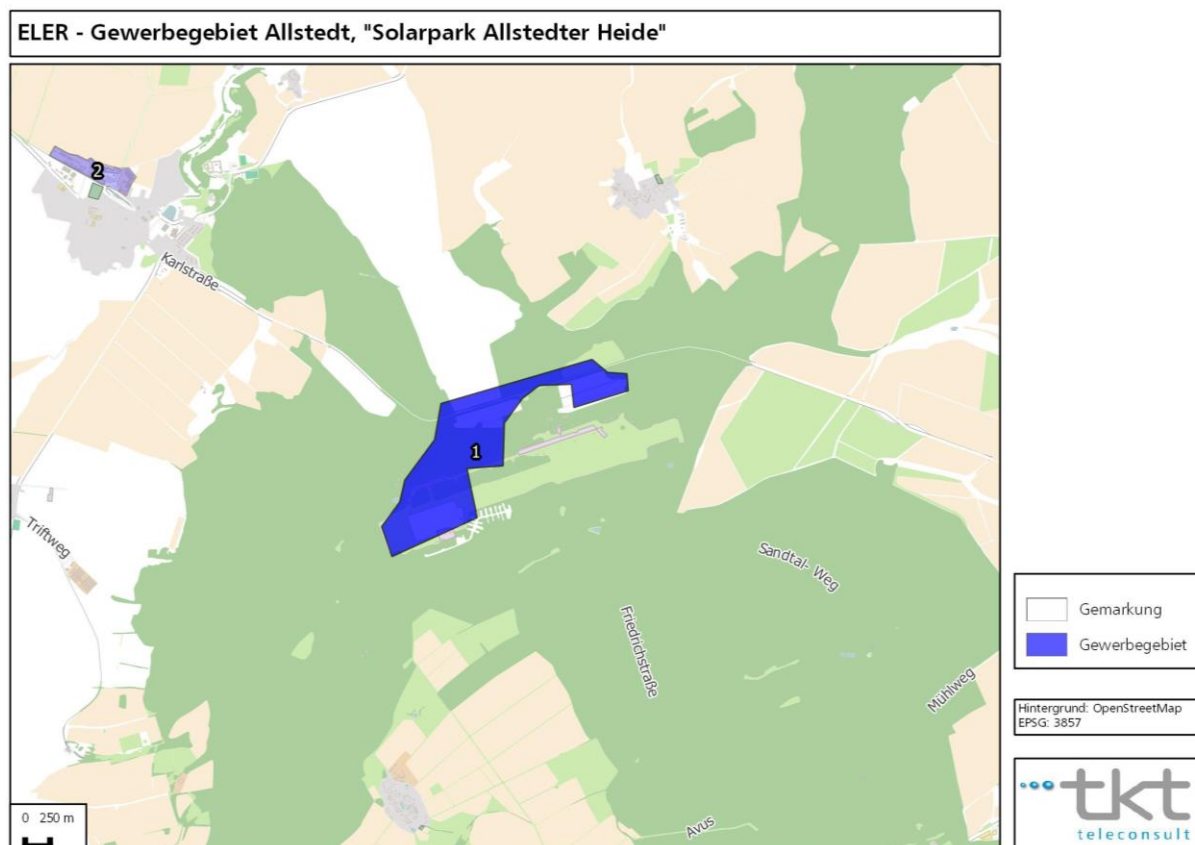 ELER - Gewerbegebiet Allstedt, "Solarpark Allstedter Heide"
2
Karlstraße
1
Triftweg
Sandtal- Weg
Friedrichstraße
Mühlweg
Avus
0 250 m
Gemarkung
Gewerbegebiet
Hintergrund: OpenStreetMap
EPSG: 3857
tkt
teleconsult